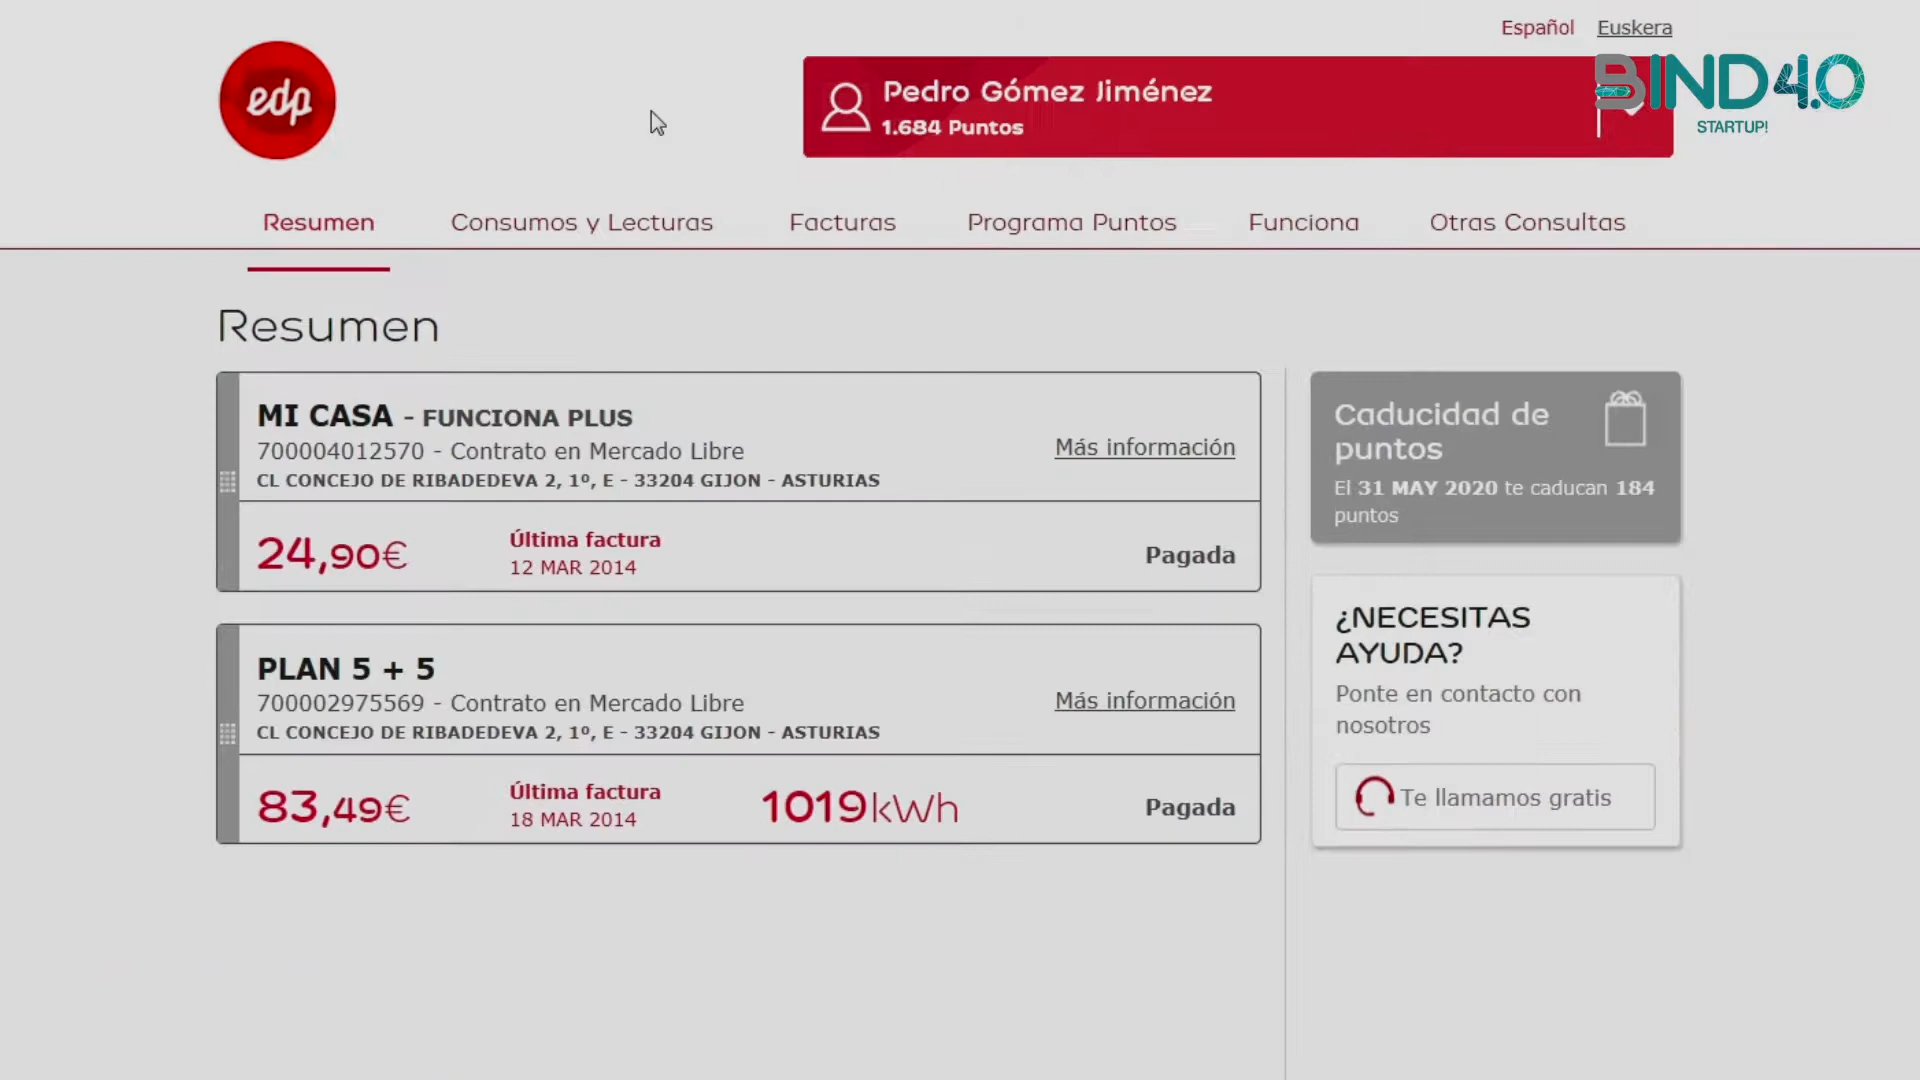 Español Euskera
edp
Pedro Gómez Jiménez
1.684 Puntos
BIND 4.0
STARTUP!
Resumen Consumos y Lecturas Facturas Programa Puntos Funciona Otras Consultas
Resumen
MI CASA - FUNCIONA PLUS
700004012570 - Contrato en Mercado Libre
Más información
CL CONCEJO DE RIBADEDEVA 2, 1º, E - 33204 GIJON - ASTURIAS
24,90€
Última factura
12 MAR 2014
Pagada
PLAN 5 + 5
700002975569 - Contrato en Mercado Libre
Más información
CL CONCEJO DE RIBADEDEVA 2, 1º, E - 33204 GIJON - ASTURIAS
83,49€
Última factura
18 MAR 2014
1019kWh
Pagada
Caducidad de
puntos
El 31 MAY 2020 te caducan 184
puntos
¿NECESITAS
AYUDA?
Ponte en contacto con
nosotros
Te llamamos gratis